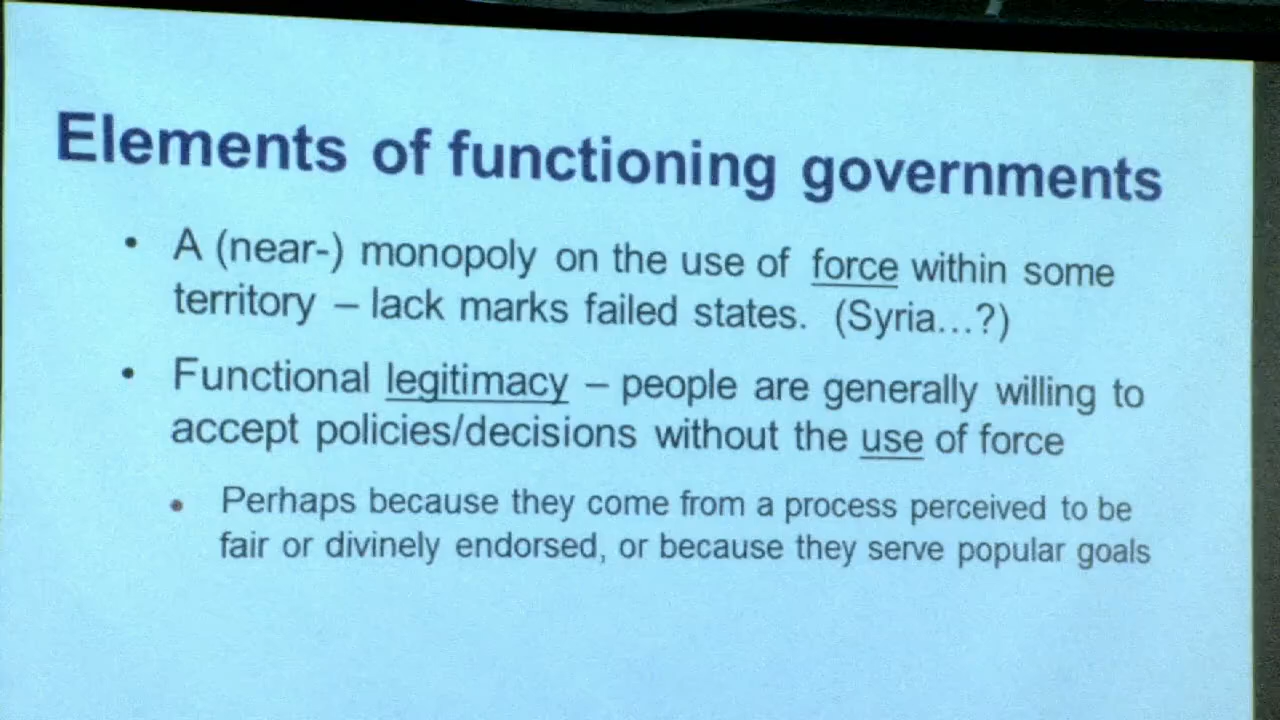 Elements of functioning governments
• A (near-) monopoly on the use of force within some
territory – lack marks failed states. (Syria...?)
• Functional legitimacy – people are generally willing to
accept policies/decisions without the use of force
• Perhaps because they come from a process perceived to be
fair or divinely endorsed, or because they serve popular goals